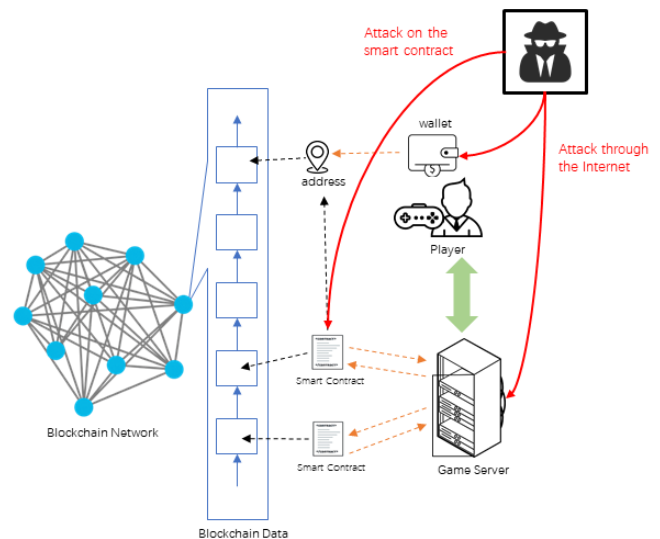 Attack on the
smart contract
wallet
Attack through
the Internet
address
Player
Smart Contract
Blockchain Network
Smart Contract
Game Server
Blockchain Data